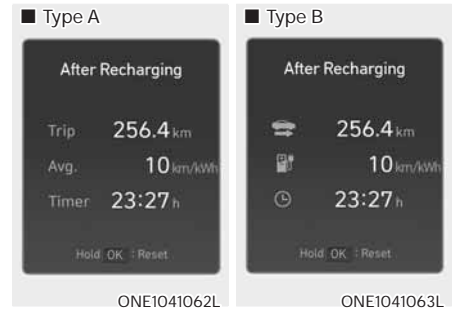 ■ Type A
After Recharging
Trip 256.4 km
Avg. 10 km/kWh
Timer 23:27 h
Hold OK : Reset
ONE1041062L
■ Type B
After Recharging
256.4 km
10 km/kWh
23:27 h
Hold OK : Reset
ONE1041063L